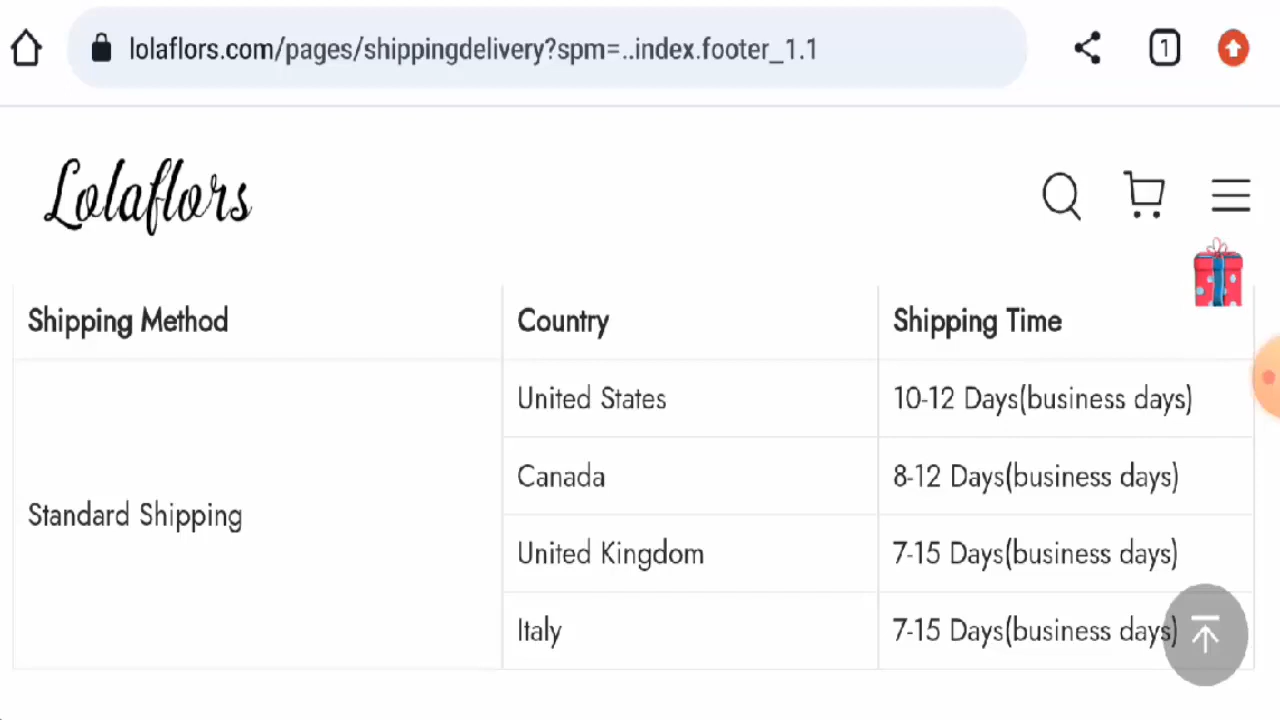 lolaflors.com/pages/shippingdelivery?spm=..index.footer_1.1
1
Lolaflors
Shipping Method Country Shipping Time
United States 10-12 Days(business days)
Canada 8-12 Days(business days)
Standard Shipping
United Kingdom 7-15 Days(business days)
Italy 7-15 Days(business days)